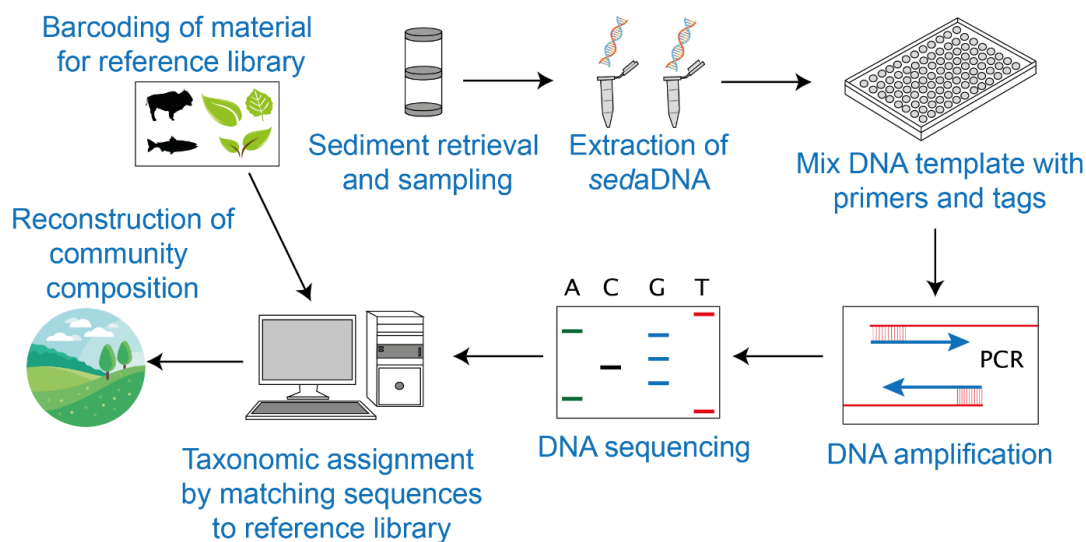 Barcoding of material
for reference library
Sediment retrieval
and sampling
Extraction of
sedaDNA
Mix DNA template with
primers and tags
PCR
DNA amplification
A C G T
DNA sequencing
Taxonomic assignment
by matching sequences
to reference library
Reconstruction of
community
composition